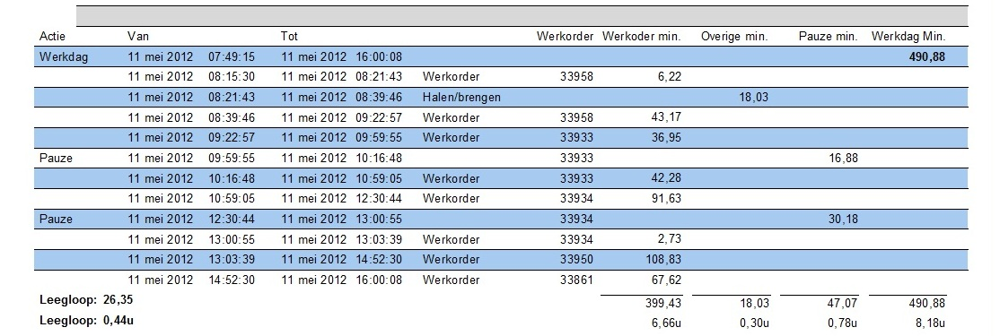 Actie Van Tot Werkorder Werkoder min. Overige min. Pauze min. Werkdag Min.
Werkdag 11 mei 2012 07:49:15 11 mei 2012 16:00:08 490,88
11 mei 2012 08:15:30 11 mei 2012 08:21:43 Werkorder 33958 6,22
11 mei 2012 08:21:43 11 mei 2012 08:39:46 Halen/brengen 18,03
11 mei 2012 08:39:46 11 mei 2012 09:22:57 Werkorder 33958 43,17
11 mei 2012 09:22:57 11 mei 2012 09:59:55 Werkorder 33933 36,95
Pauze 11 mei 2012 09:59:55 11 mei 2012 10:16:48 33933 16,88
11 mei 2012 10:16:48 11 mei 2012 10:59:05 Werkorder 33933 42,28
11 mei 2012 10:59:05 11 mei 2012 12:30:44 Werkorder 33934 91,63
Pauze 11 mei 2012 12:30:44 11 mei 2012 13:00:55 33934 30,18
11 mei 2012 13:00:55 11 mei 2012 13:03:39 Werkorder 33934 2,73
11 mei 2012 13:03:39 11 mei 2012 14:52:30 Werkorder 33950 108,83
11 mei 2012 14:52:30 11 mei 2012 16:00:08 Werkorder 33861 67,62
Leegloop: 26,35 399,43 18,03 47,07 490,88
Leegloop: 0,44u 6,66u 0,30u 0,78u 8,18u